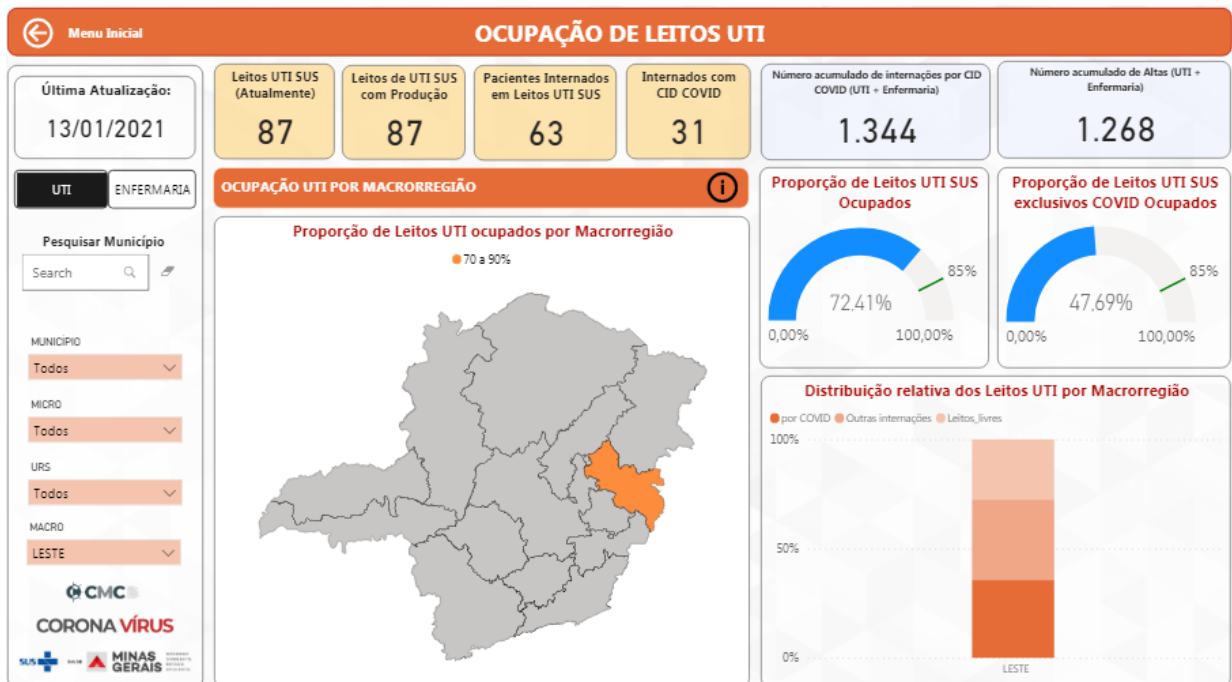 Menu Inicial
OCUPAÇÃO DE LEITOS UTI
Última Atualização:
13/01/2021
Leitos UTI SUS
(Atualmente)
87
Leitos de UTI SUS
com Produção
87
Pacientes Internados
em Leitos UTI SUS
63
Internados com
CID COVID
31
Número acumulado de internações por CID
COVID (UTI + Enfermaria)
1.344
Número acumulado de Altas (UTI +
Enfermaria)
1.268
UTI
ENFERMARIA
Pesquisar Município
Search
MUNICÍPIO
Todos
MICRO
Todos
URS
Todos
MACRO
LESTE
CMC
CORONA VÍRUS
SUS
MINAS
GERAIS
OCUPAÇÃO UTI POR MACRORREGIÃO
i
Proporção de Leitos UTI ocupados por Macrorregião
70 a 90%
Proporção de Leitos UTI SUS
Ocupados
85%
72,41%
0,00%
100,00%
Proporção de Leitos UTI SUS
exclusivos COVID Ocupados
85%
47,69%
0,00%
100,00%
Distribuição relativa dos Leitos UTI por Macrorregião
por COVID Outras internações Leitos_livres
100%
50%
0%
LESTE